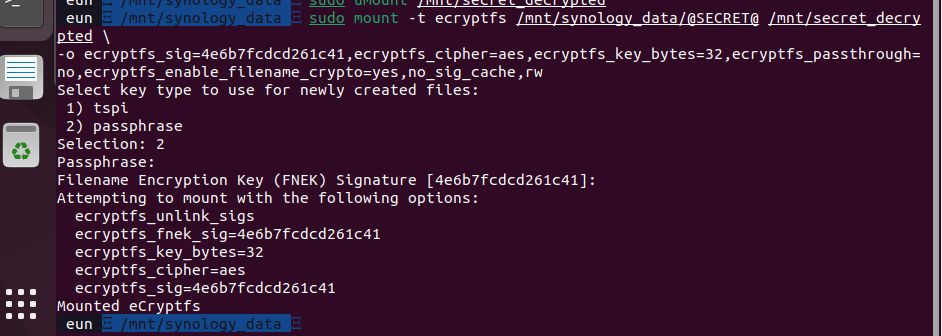 eun /mnt/synology_data sudo umount /mnt/secret_decrypted
eun /mnt/synology_data sudo mount -t ecryptfs /mnt/synology_data/@SECRET@ /mnt/secret_decry
pted \
-o ecryptfs_sig=4e6b7fcdcd261c41,ecryptfs_cipher=aes,ecryptfs_key_bytes=32,ecryptfs_passthrough=
no,ecryptfs_enable_filename_crypto=yes,no_sig_cache,rw
Select key type to use for newly created files:
1) tspi
2) passphrase
Selection: 2
Passphrase:
Filename Encryption Key (FNEK) Signature [4e6b7fcdcd261c41]:
Attempting to mount with the following options:
ecryptfs_unlink_sigs
ecryptfs_fnek_sig=4e6b7fcdcd261c41
ecryptfs_key_bytes=32
ecryptfs_cipher=aes
ecryptfs_sig=4e6b7fcdcd261c41
Mounted eCryptfs
eun /mnt/synology_data